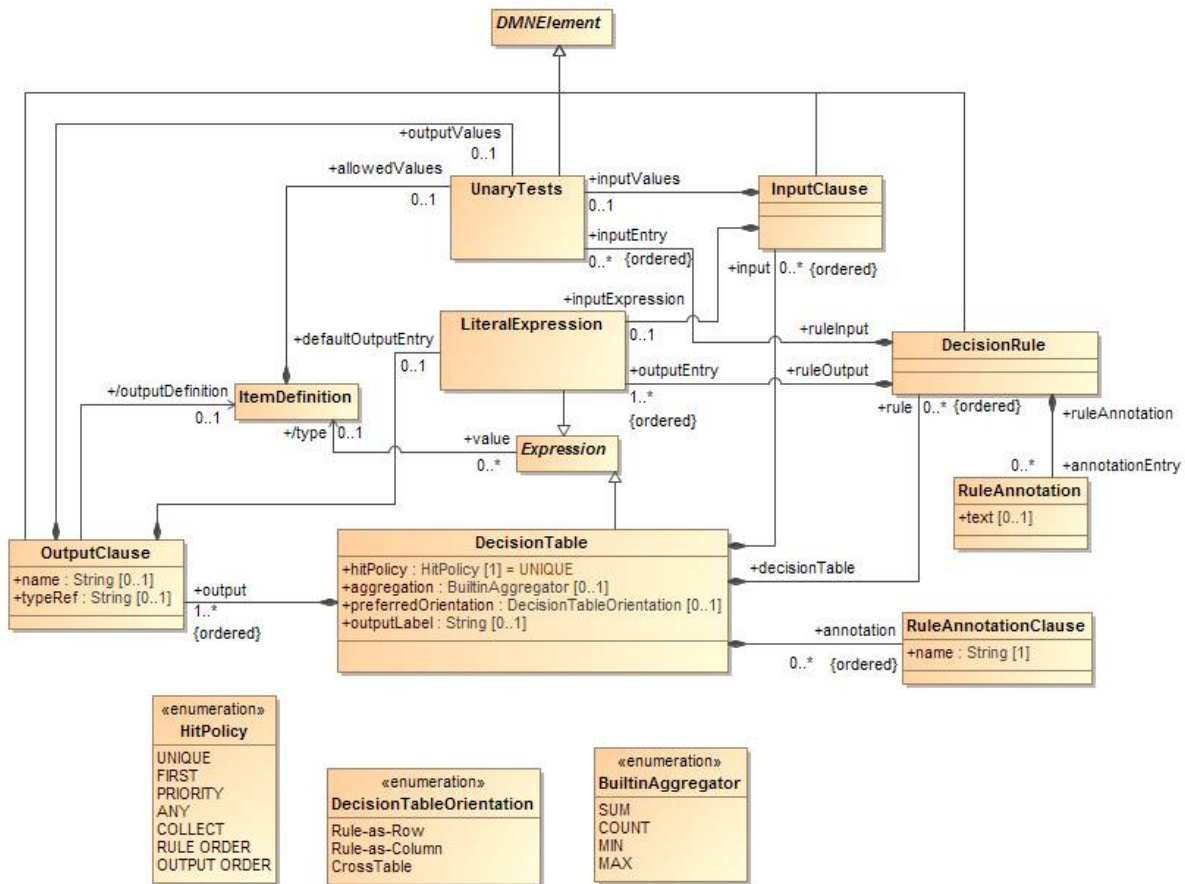 DMNElement
+outputValues
0..1
+allowedValues
0..1
UnaryTests
+inputValues
0..1
InputClause
+inputEntry
0..* {ordered}
+input 0..* {ordered}
+inputExpression
0..1
LiteralExpression
+ruleInput
DecisionRule
+defaultOutputEntry
0..1
+outputEntry
1..*
{ordered}
+ruleOutput
+/outputDefinition
0..1
ItemDefinition
+rule 0..* {ordered}
+ruleAnnotation
+/type 0..1
+value
0..*
Expression
0..*
+annotationEntry
RuleAnnotation
+text [0..1]
OutputClause
+name : String [0..1]
+typeRef : String [0..1]
+output
1..*
{ordered}
DecisionTable
+hitPolicy : HitPolicy [1] = UNIQUE
+aggregation : BuiltinAggregator [0..1]
+preferredOrientation : DecisionTableOrientation [0..1]
+outputLabel : String [0..1]
+decisionTable
+annotation
0..* {ordered}
RuleAnnotationClause
+name : String [1]
«enumeration»
HitPolicy
UNIQUE
FIRST
PRIORITY
ANY
COLLECT
RULE ORDER
OUTPUT ORDER
«enumeration»
DecisionTableOrientation
Rule-as-Row
Rule-as-Column
CrossTable
«enumeration»
BuiltinAggregator
SUM
COUNT
MIN
MAX